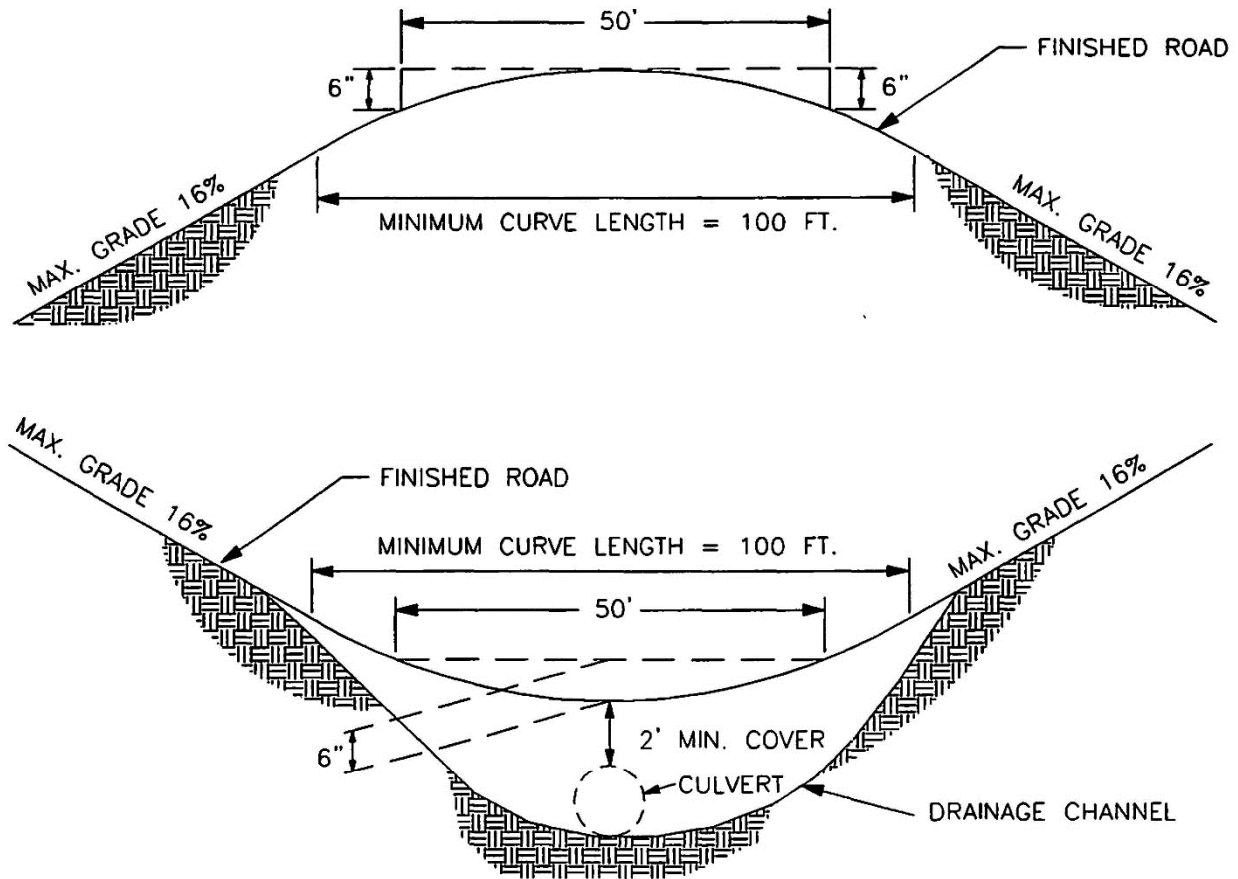 50'
FINISHED ROAD
6"
6"
MAX. GRADE 16%
MAX. GRADE 16%
MINIMUM CURVE LENGTH = 100 FT.
MAX. GRADE 16%
FINISHED ROAD
MAX. GRADE 16%
MINIMUM CURVE LENGTH = 100 FT.
50'
6"
2' MIN. COVER
CULVERT
DRAINAGE CHANNEL